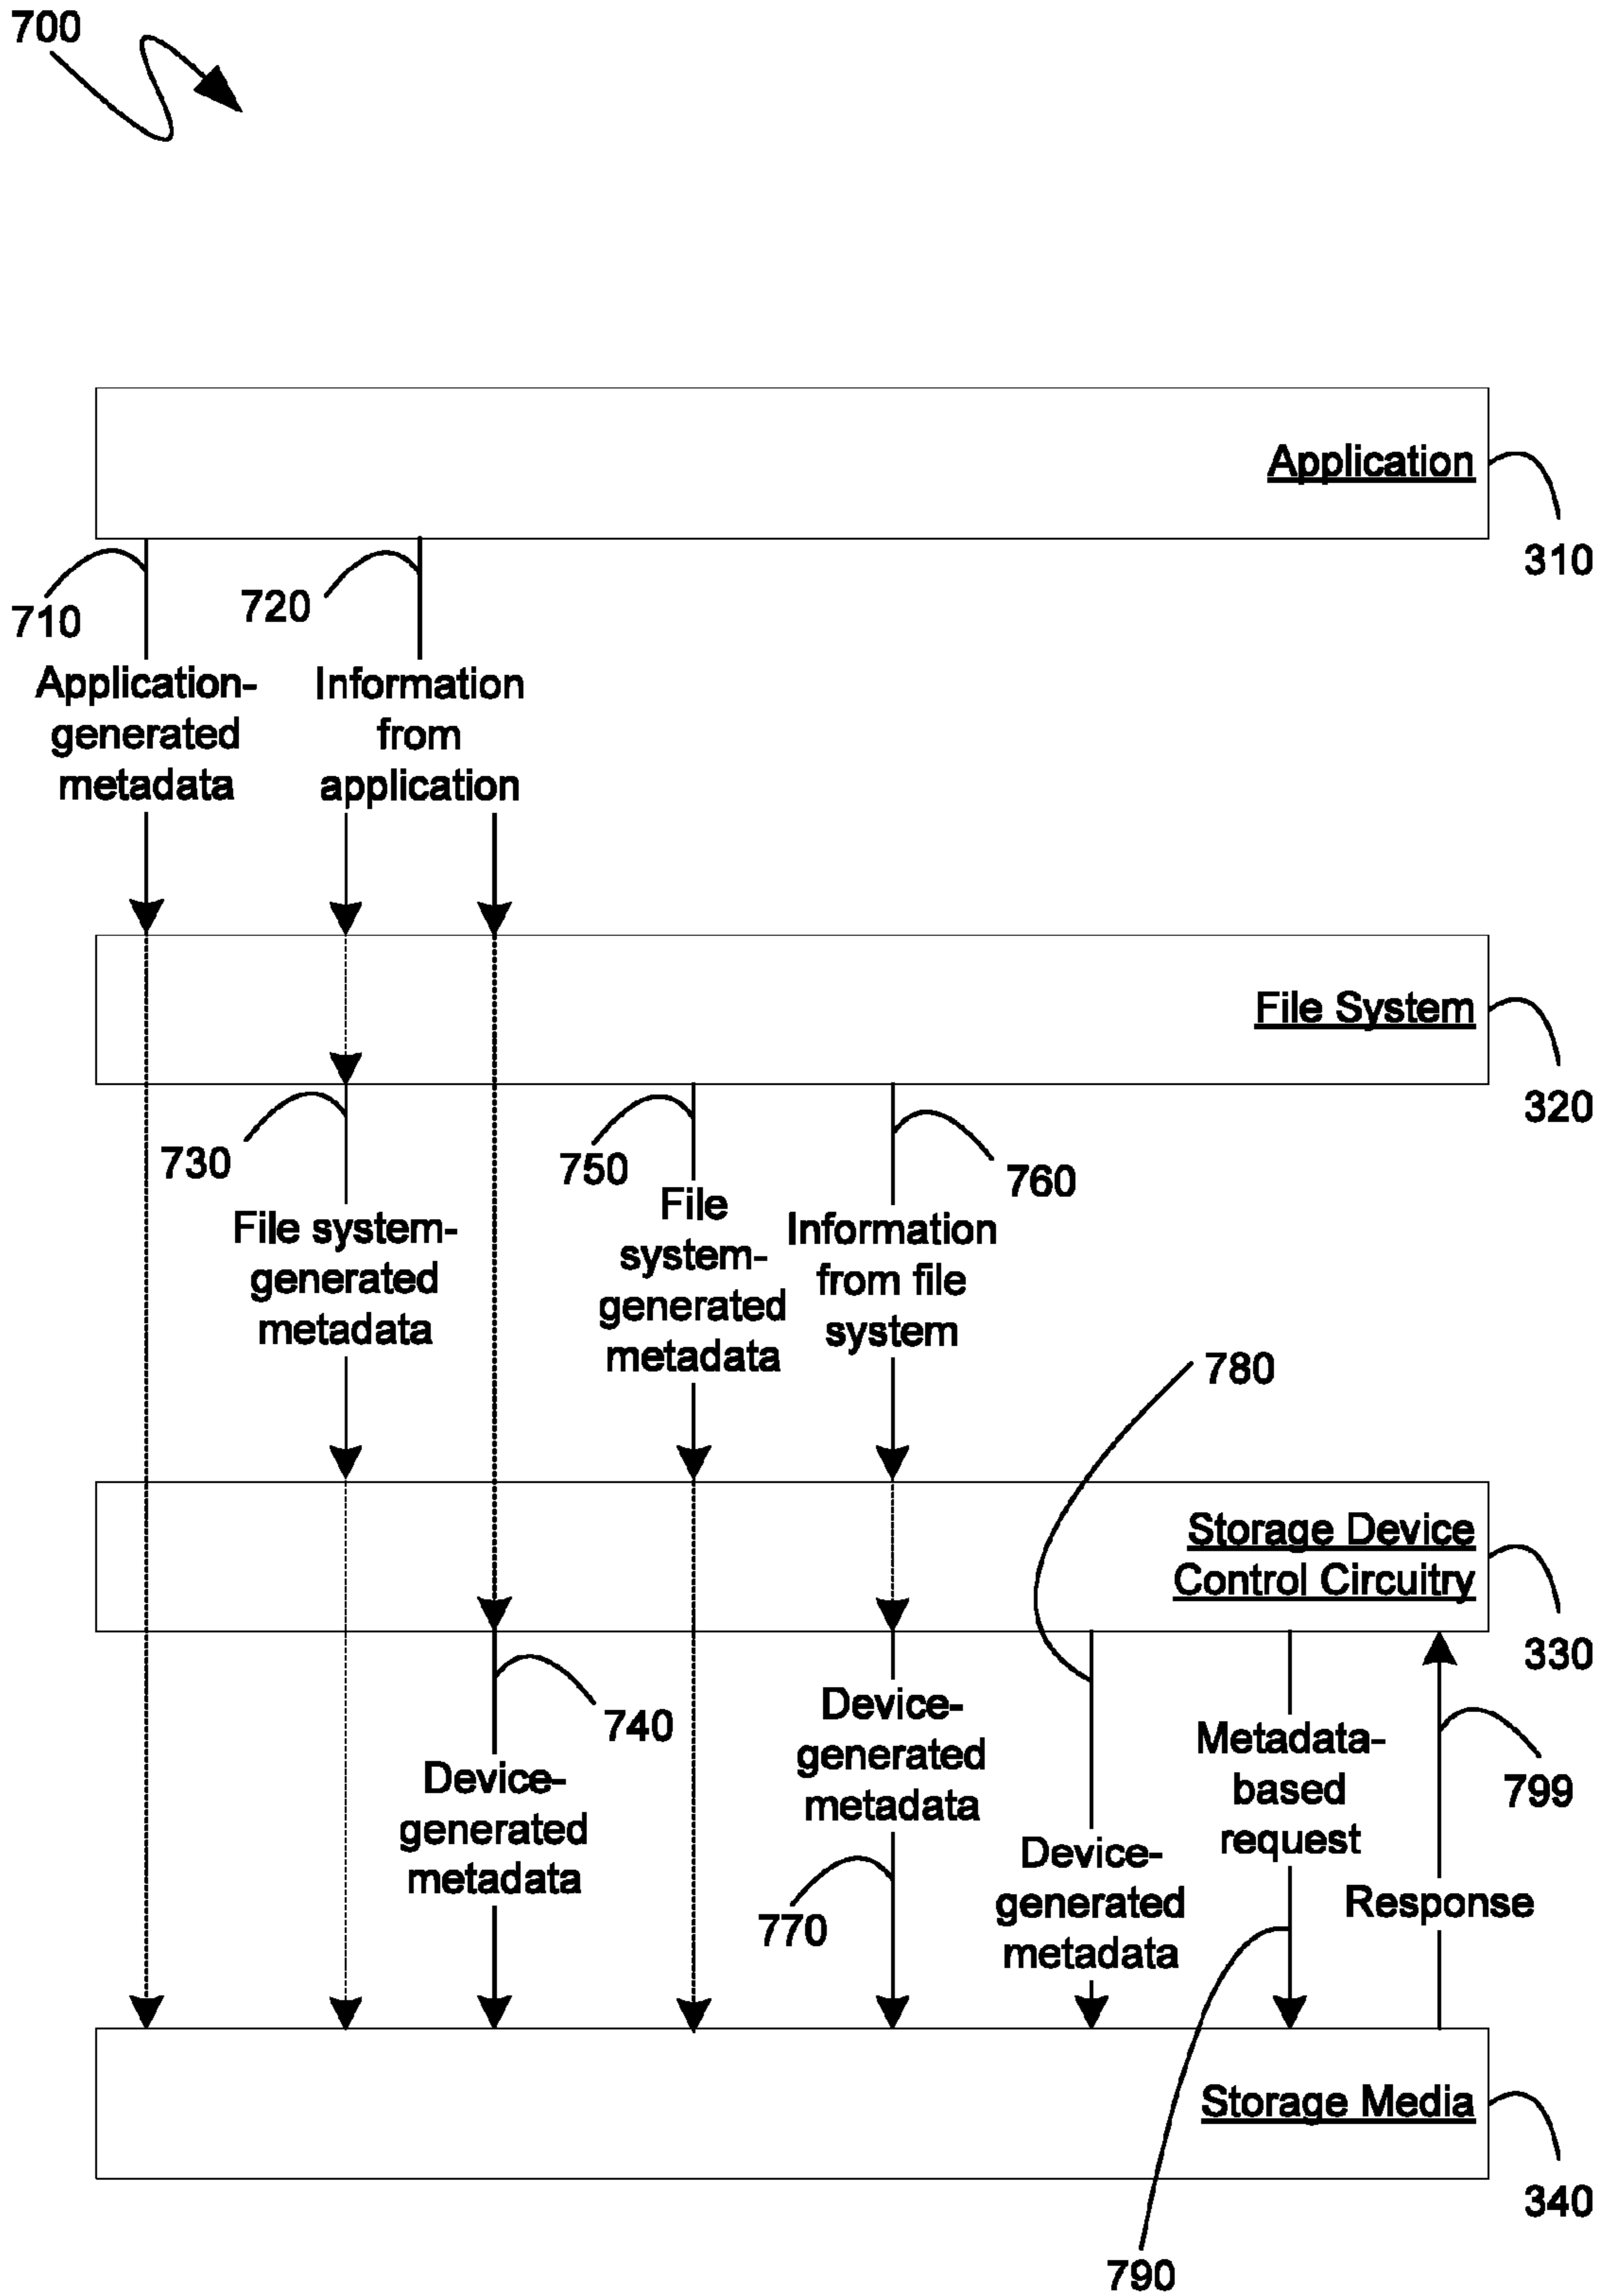 700
Application
310
710
720
Application-
generated
metadata
Information
from
application
File System
320
730
750
760
File system-
generated
metadata
File
system-
generated
metadata
Information
from file
system
780
Storage Device
Control Circuitry
330
740
Device-
generated
metadata
Device-
generated
metadata
770
Device-
generated
metadata
Metadata-
based
request
799
Response
Storage Media
340
790